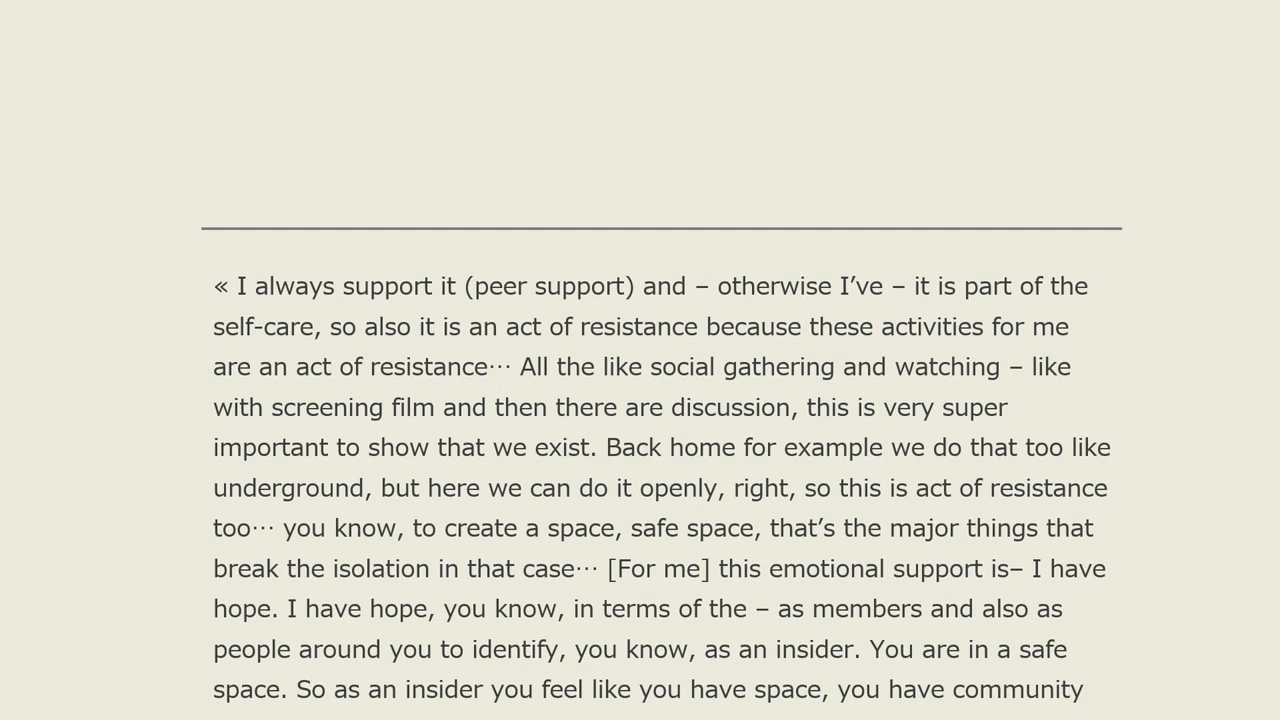 « I always support it (peer support) and – otherwise I’ve – it is part of the
self-care, so also it is an act of resistance because these activities for me
are an act of resistance⋯ All the like social gathering and watching – like
with screening film and then there are discussion, this is very super
important to show that we exist. Back home for example we do that too like
underground, but here we can do it openly, right, so this is act of resistance
too⋯ you know, to create a space, safe space, that’s the major things that
break the isolation in that case⋯ [For me] this emotional support is– I have
hope. I have hope, you know, in terms of the – as members and also as
people around you to identify, you know, as an insider. You are in a safe
space. So as an insider you feel like you have space, you have community